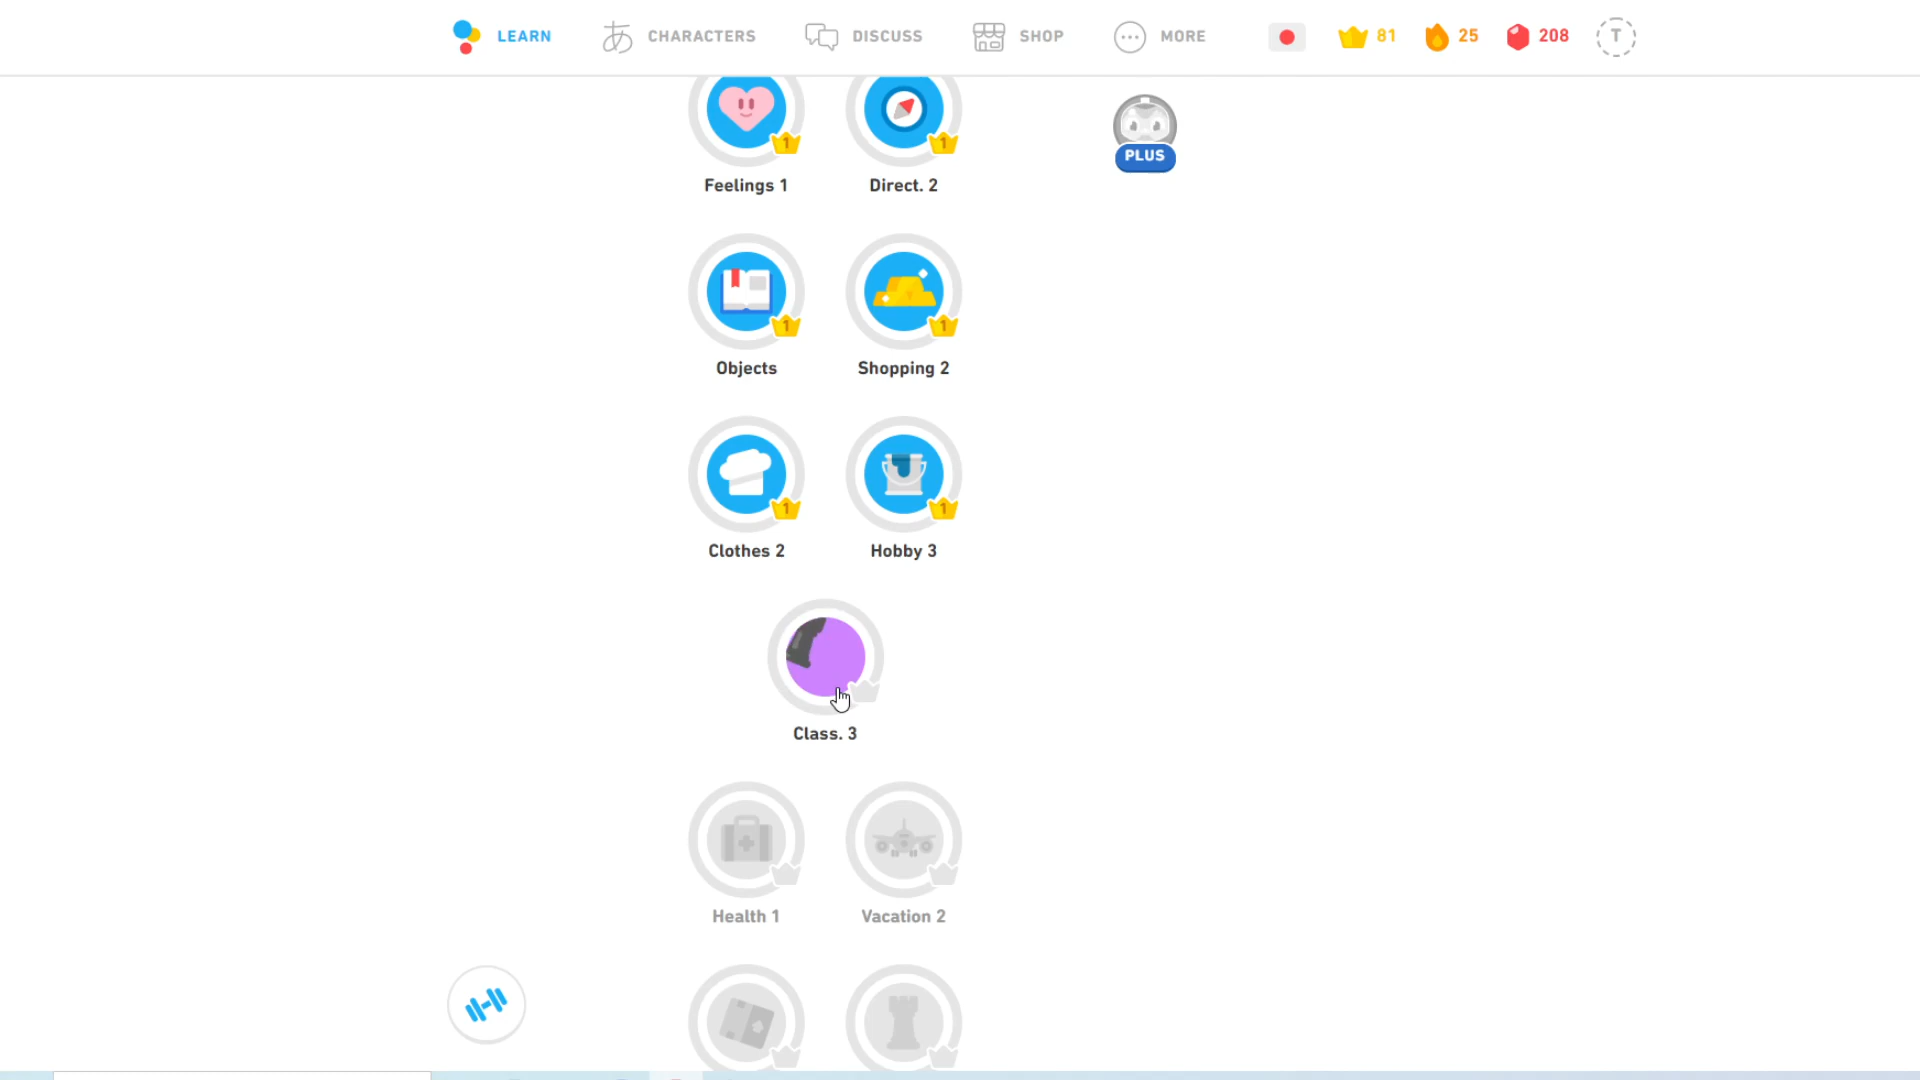 LEARN あ CHARACTERS DISCUSS SHOP MORE 81 25 208 T
PLUS
1 1
Feelings 1 Direct. 2
1 1
Objects Shopping 2
1 1
Clothes 2 Hobby 3
Class. 3
Health 1 Vacation 2